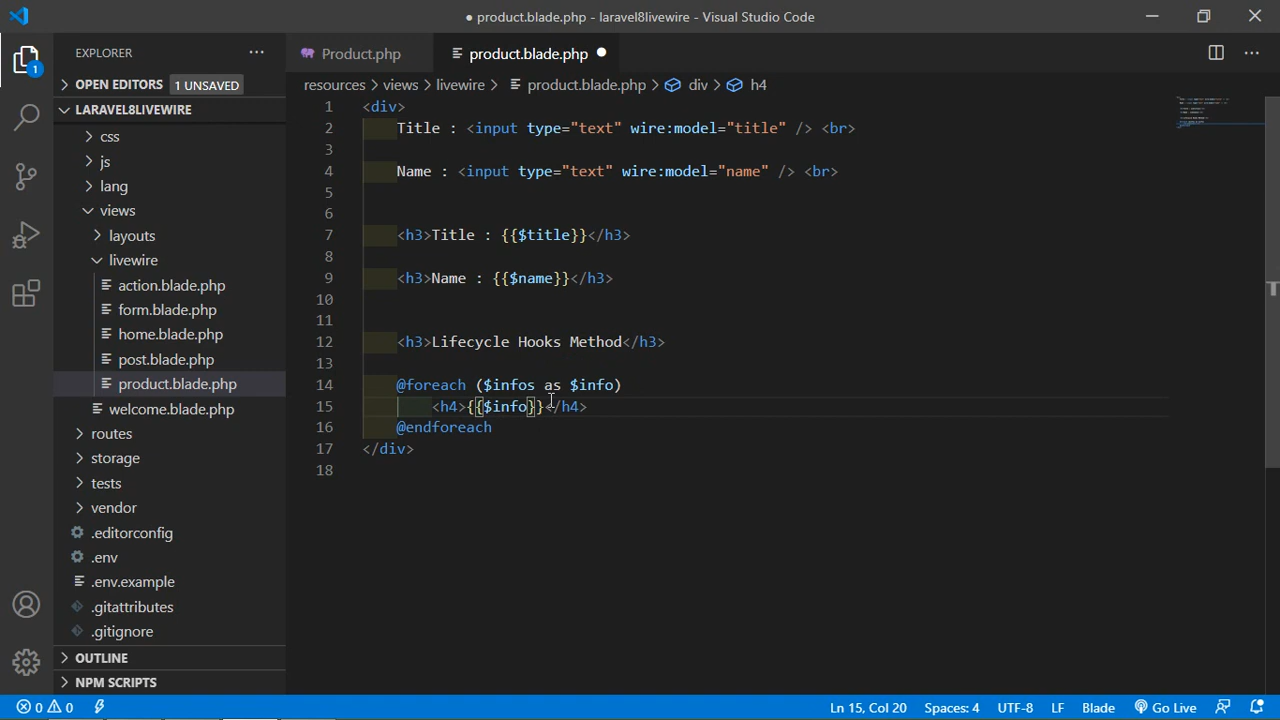 ● product.blade.php - laravel8livewire - Visual Studio Code
EXPLORER
Product.php
product.blade.php
OPEN EDITORS
1 UNSAVED
resources > views > livewire > product.blade.php > div > h4
1
LARAVEL8LIVEWIRE
css
js
lang
views
layouts
livewire
action.blade.php
form.blade.php
home.blade.php
post.blade.php
product.blade.php
welcome.blade.php
routes
storage
tests
vendor
.editorconfig
.env
.env.example
.gitattributes
.gitignore
OUTLINE
NPM SCRIPTS
1 <div>
2 Title : <input type="text" wire:model="title" /> <br>
3
4 Name : <input type="text" wire:model="name" /> <br>
5
6
7 <h3>Title : {{$title}}</h3>
8
9 <h3>Name : {{$name}}</h3>
10
11
12 <h3>Lifecycle Hooks Method</h3>
13
14 @foreach ($infos as $info)
15 <h4>{{$info}}</h4>
16 @endforeach
17 </div>
18
0 0
Ln 15, Col 20
Spaces: 4
UTF-8
LF
Blade
Go Live